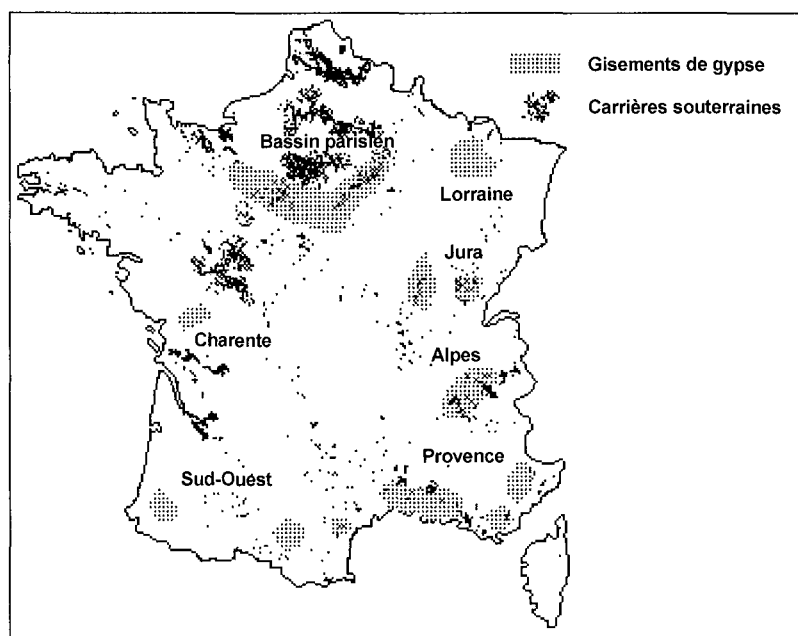 Gisements de gypse
Carrières souterraines
Bassin parisien
Lorraine
Jura
Charente
Alpes
Provence
Sud-Ouest